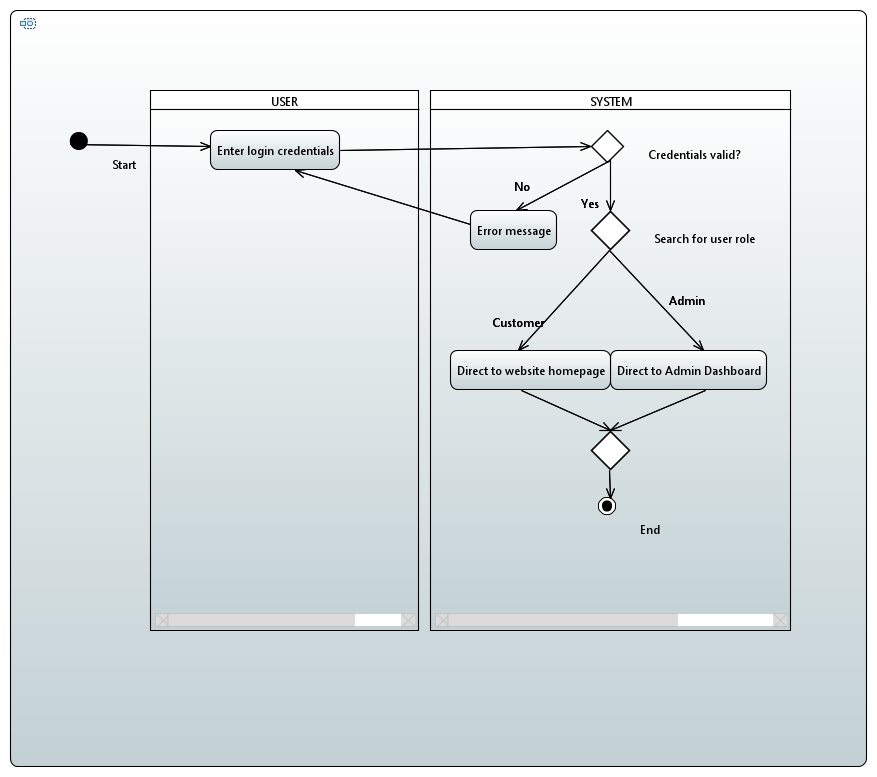 USER
SYSTEM
Start
Enter login credentials
Credentials valid?
No
Yes
Error message
Search for user role
Customer
Admin
Direct to website homepage
Direct to Admin Dashboard
End